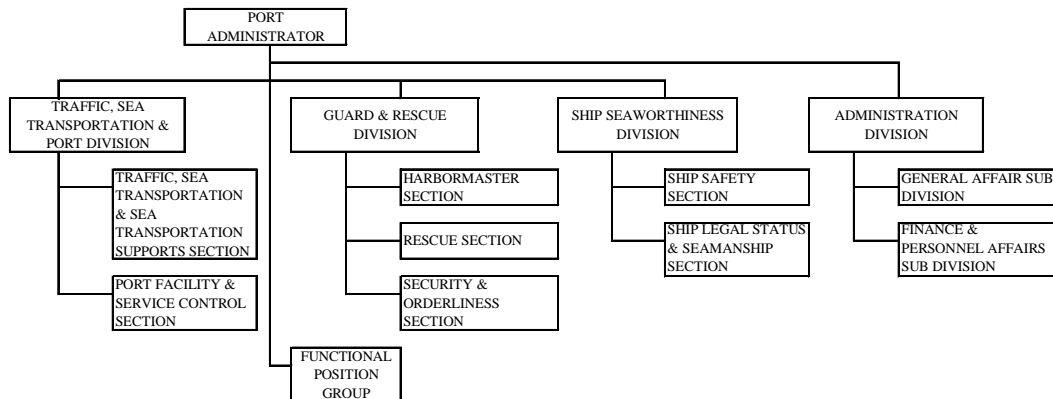 PORT
ADMINISTRATOR
TRAFFIC, SEA
TRANSPORTATION &
PORT DIVISION
GUARD & RESCUE
DIVISION
SHIP SEAWORTHINESS
DIVISION
ADMINISTRATION
DIVISION
TRAFFIC, SEA
TRANSPORTATION
& SEA
TRANSPORTATION
SUPPORTS SECTION
PORT FACILITY &
SERVICE CONTROL
SECTION
HARBORMASTER
SECTION
RESCUE SECTION
SECURITY &
ORDERLINESS
SECTION
SHIP SAFETY
SECTION
SHIP LEGAL STATUS
& SEAMANSHIP
SECTION
GENERAL AFFAIR SUB
DIVISION
FINANCE &
PERSONNEL AFFAIRS
SUB DIVISION
FUNCTIONAL
POSITION
GROUP